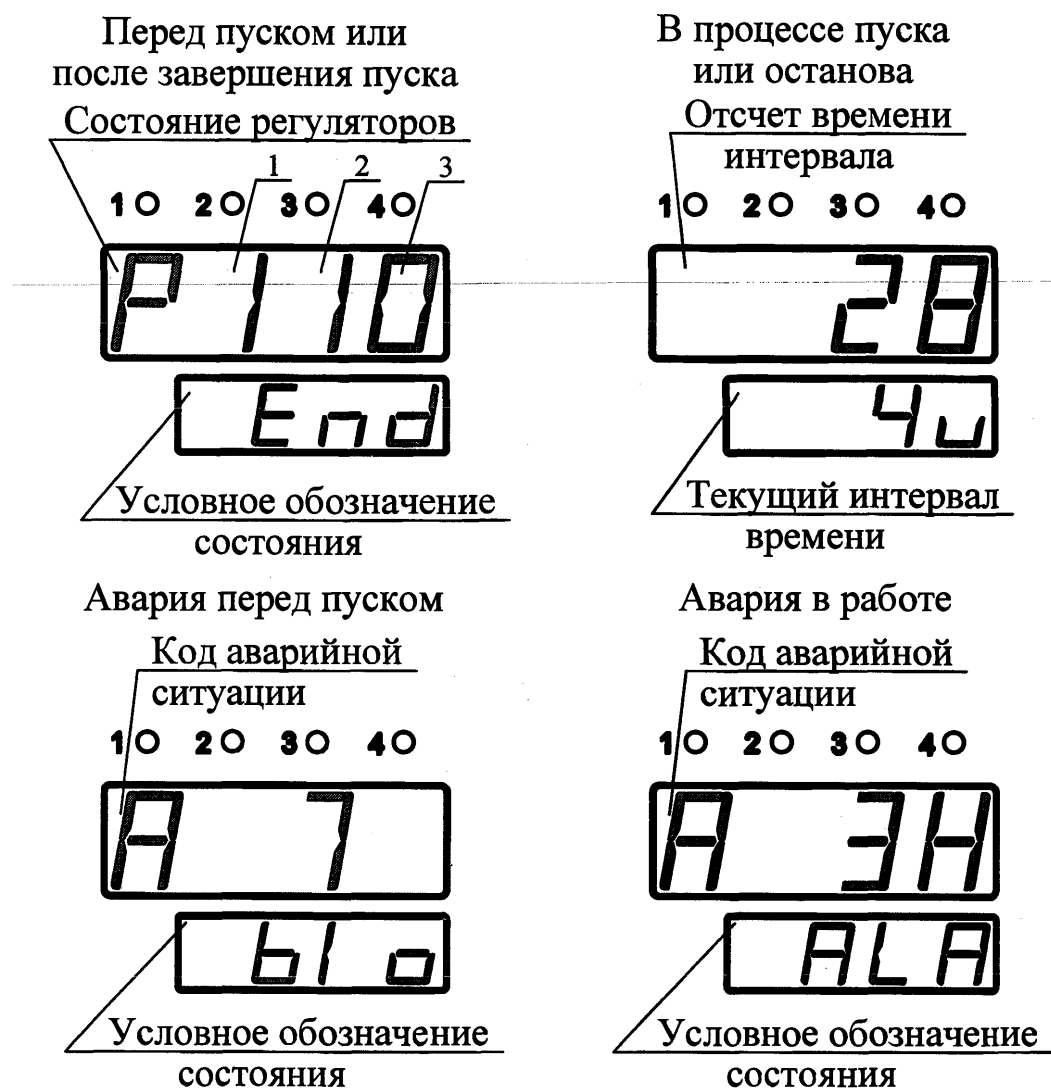 Перед пуском или
после завершения пуска
Состояние регуляторов
1 2 3
1 2 3 4
P110
End
Условное обозначение
состояния
В процессе пуска
или останова
Отсчет времени
интервала
1 2 3 4
28
4u
Текущий интервал
времени
Авария перед пуском
Код аварийной
ситуации
1 2 3 4
A 7
blo
Условное обозначение
состояния
Авария в работе
Код аварийной
ситуации
1 2 3 4
A 3H
ALA
Условное обозначение
состояния